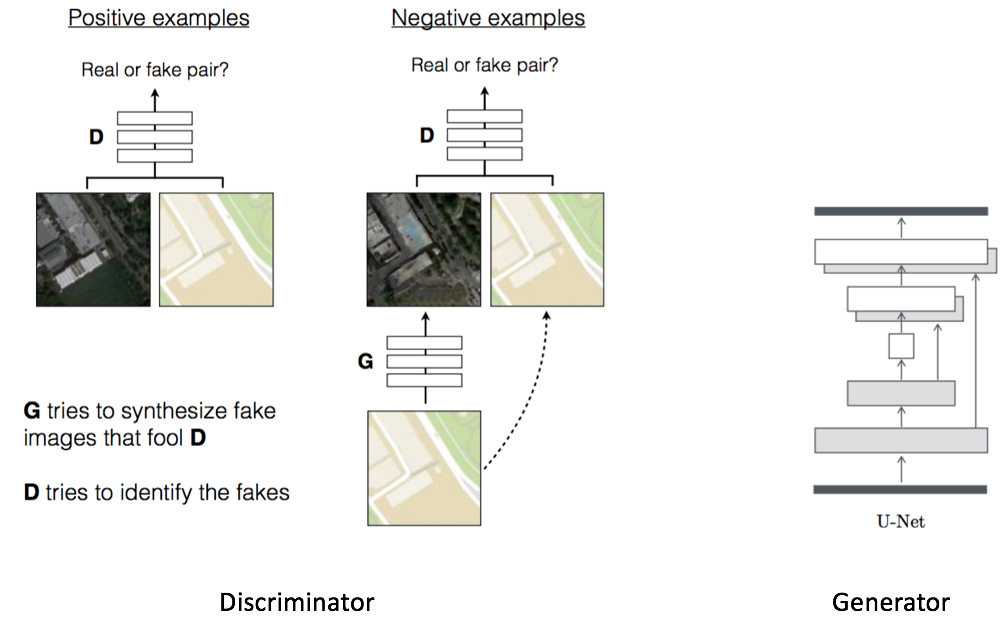 Positive examples
Real or fake pair?
D
Negative examples
Real or fake pair?
D
G
G tries to synthesize fake
images that fool D
D tries to identify the fakes
U-Net
Discriminator
Generator